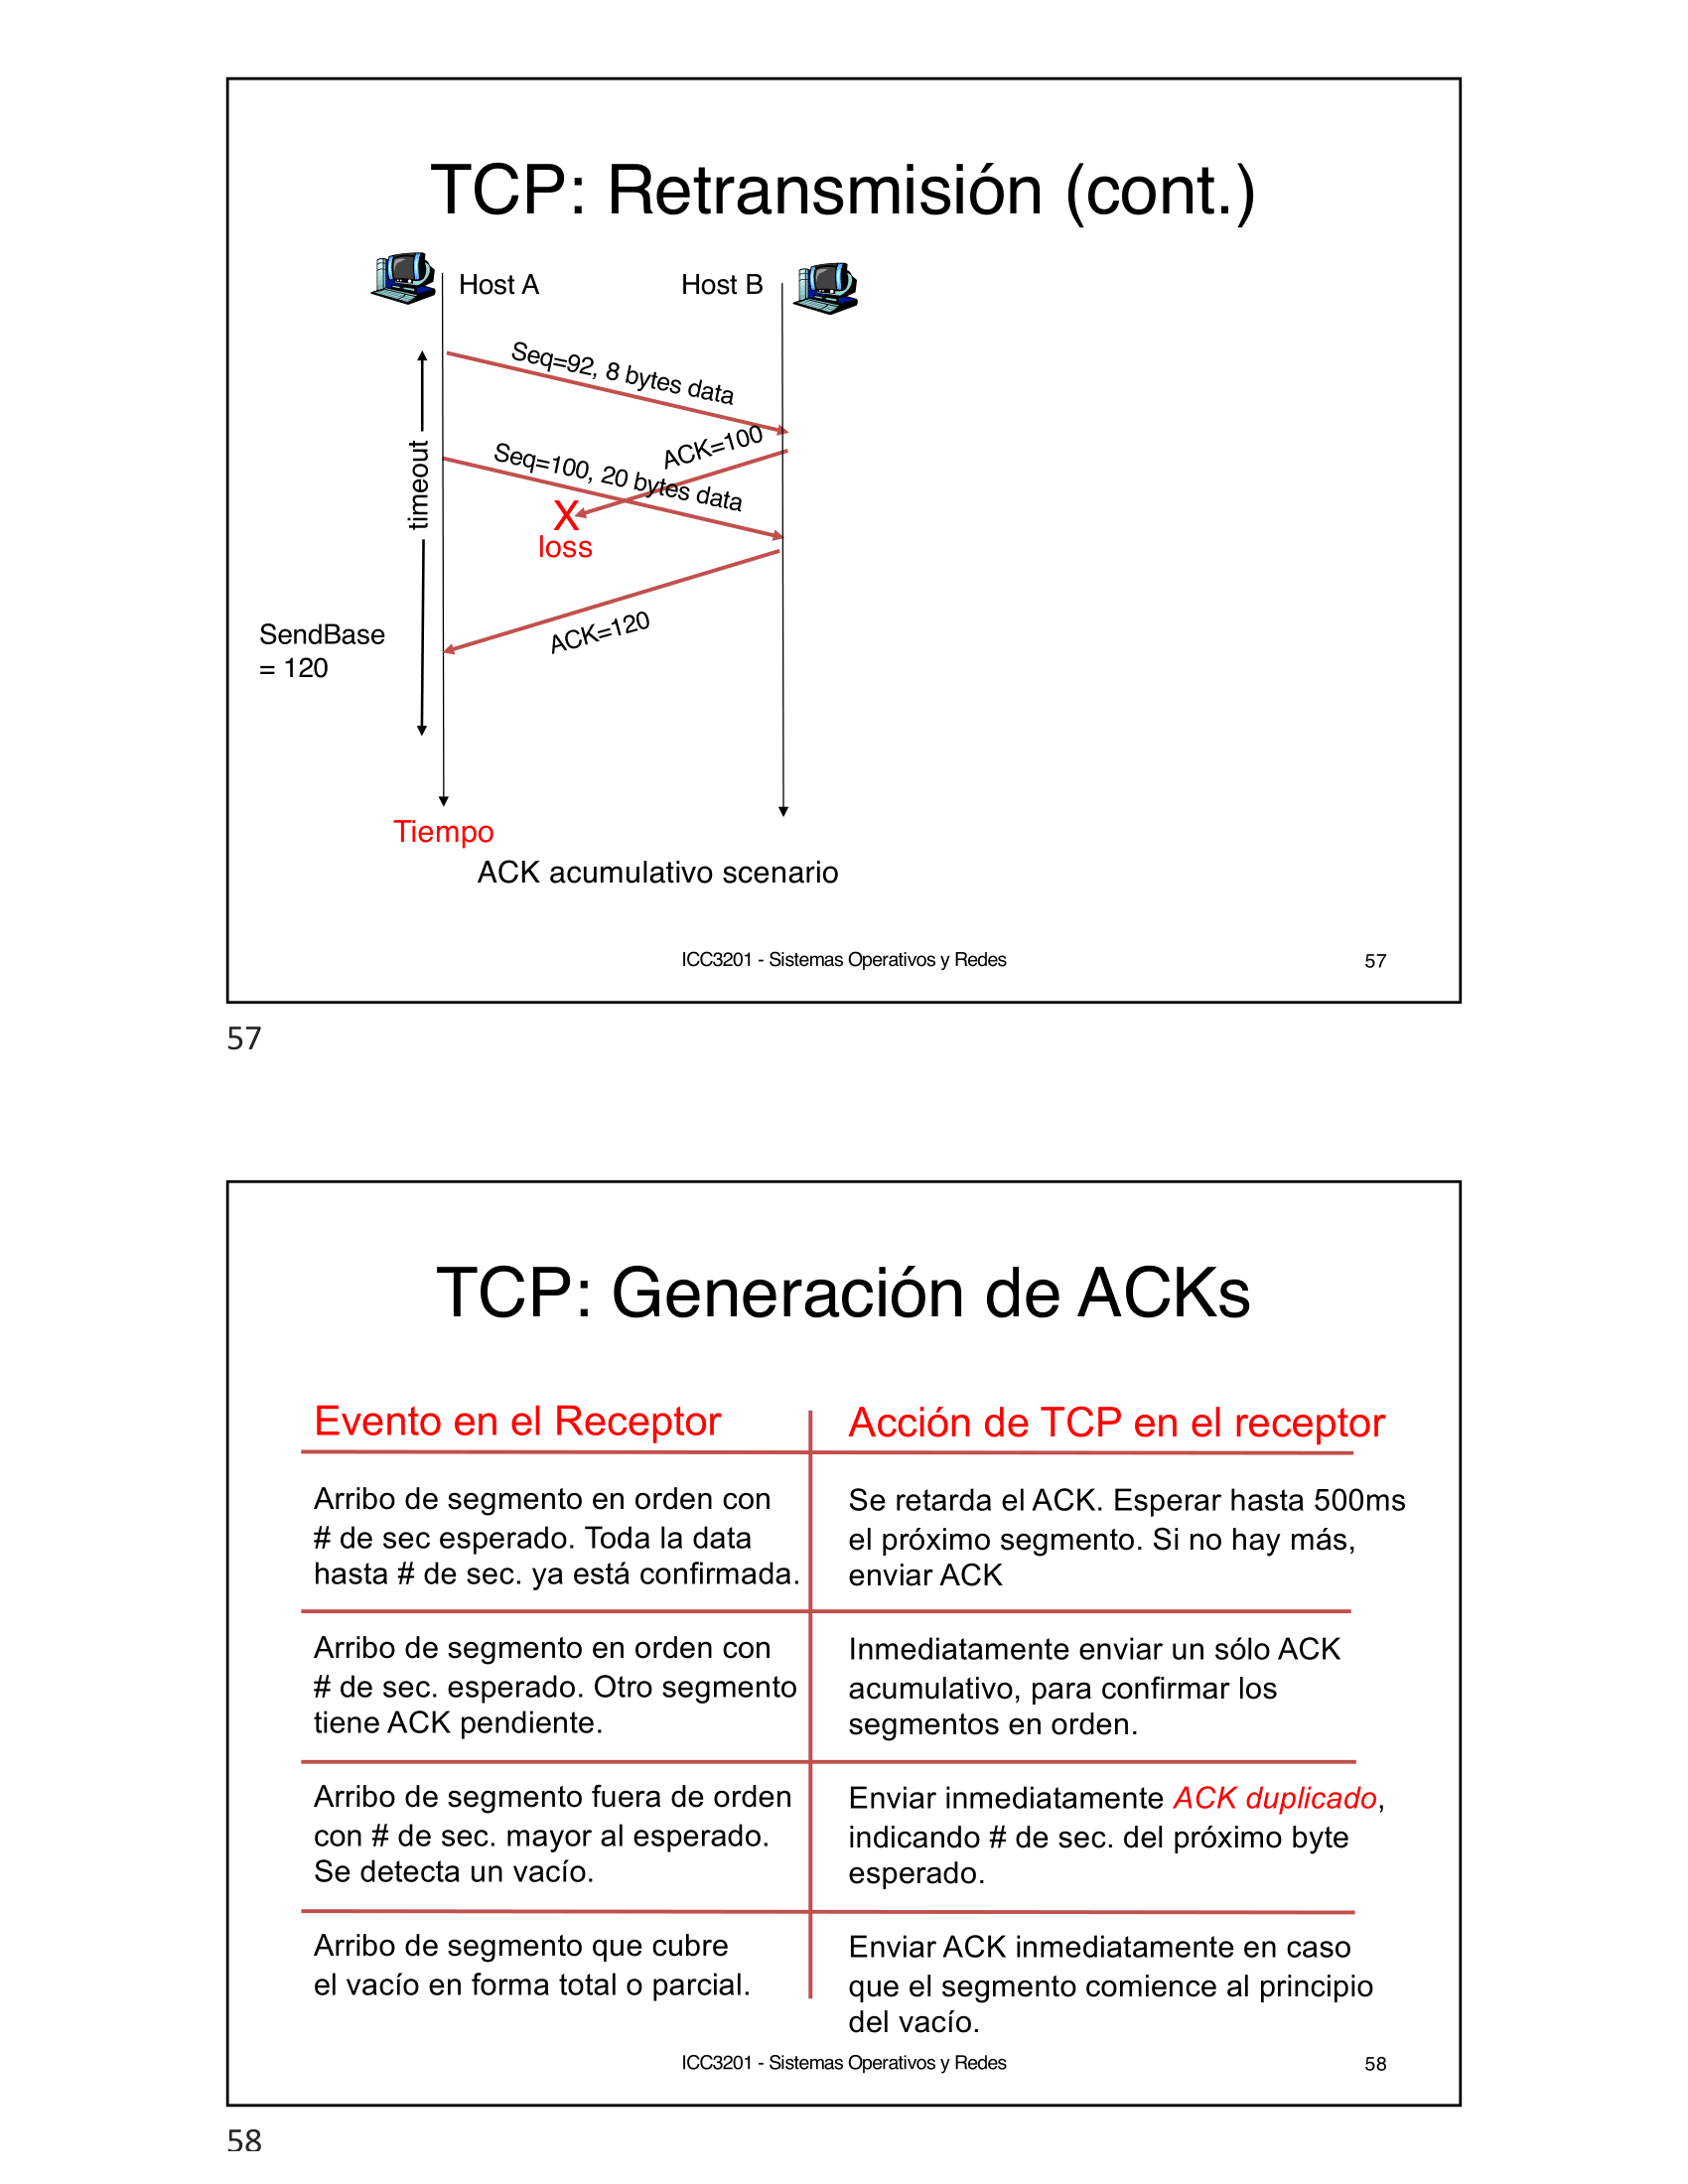 TCP: Retransmisión (cont.)
Host A
Host B
Seq=92, 8 bytes data
ACK=100
timeout
Seq=100, 20 bytes data
X
loss
ACK=120
SendBase
= 120
Tiempo
ACK acumulativo scenario
ICC3201 - Sistemas Operativos y Redes
57
57
TCP: Generación de ACKs
Evento en el Receptor
Acción de TCP en el receptor
Arribo de segmento en orden con
# de sec esperado. Toda la data
hasta # de sec. ya está confirmada.
Se retarda el ACK. Esperar hasta 500ms
el próximo segmento. Si no hay más,
enviar ACK
Arribo de segmento en orden con
# de sec. esperado. Otro segmento
tiene ACK pendiente.
Inmediatamente enviar un sólo ACK
acumulativo, para confirmar los
segmentos en orden.
Arribo de segmento fuera de orden
con # de sec. mayor al esperado.
Se detecta un vacío.
Enviar inmediatamente ACK duplicado,
indicando # de sec. del próximo byte
esperado.
Arribo de segmento que cubre
el vacío en forma total o parcial.
Enviar ACK inmediatamente en caso
que el segmento comience al principio
del vacío.
ICC3201 - Sistemas Operativos y Redes
58
58